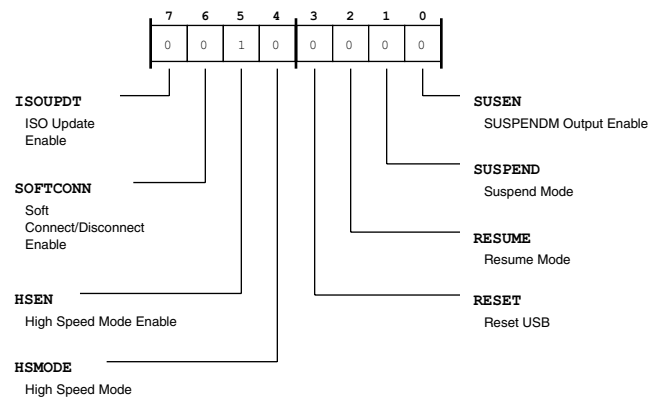 7 6 5 4 3 2 1 0
0 0 1 0 0 0 0 0
ISOUPDT
ISO Update
Enable
SOFTCONN
Soft
Connect/Disconnect
Enable
HSEN
High Speed Mode Enable
HSMODE
High Speed Mode
SUSEN
SUSPENDM Output Enable
SUSPEND
Suspend Mode
RESUME
Resume Mode
RESET
Reset USB